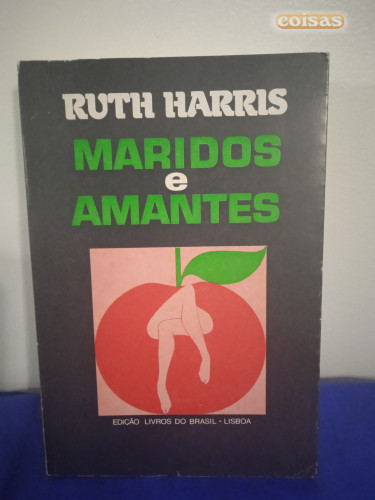 coisas
RUTH HARRIS
MARIDOS
e
AMANTES
EDIÇÃO LIVROS DO BRASIL • LISBOA